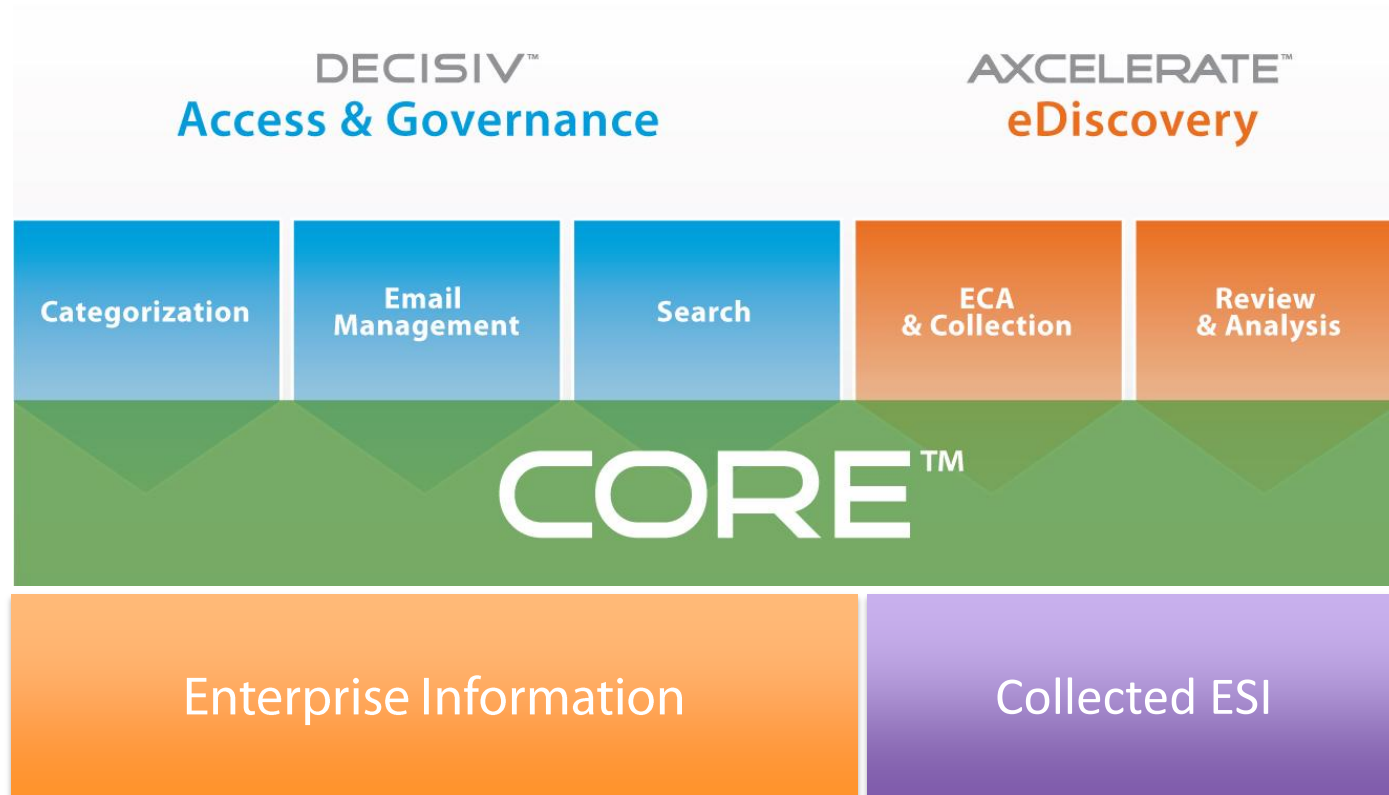 DECISIV™
Access & Governance
AXCELERATE™
eDiscovery
Categorization
Email
Management
Search
ECA
& Collection
Review
& Analysis
CORE™
Enterprise Information
Collected ESI